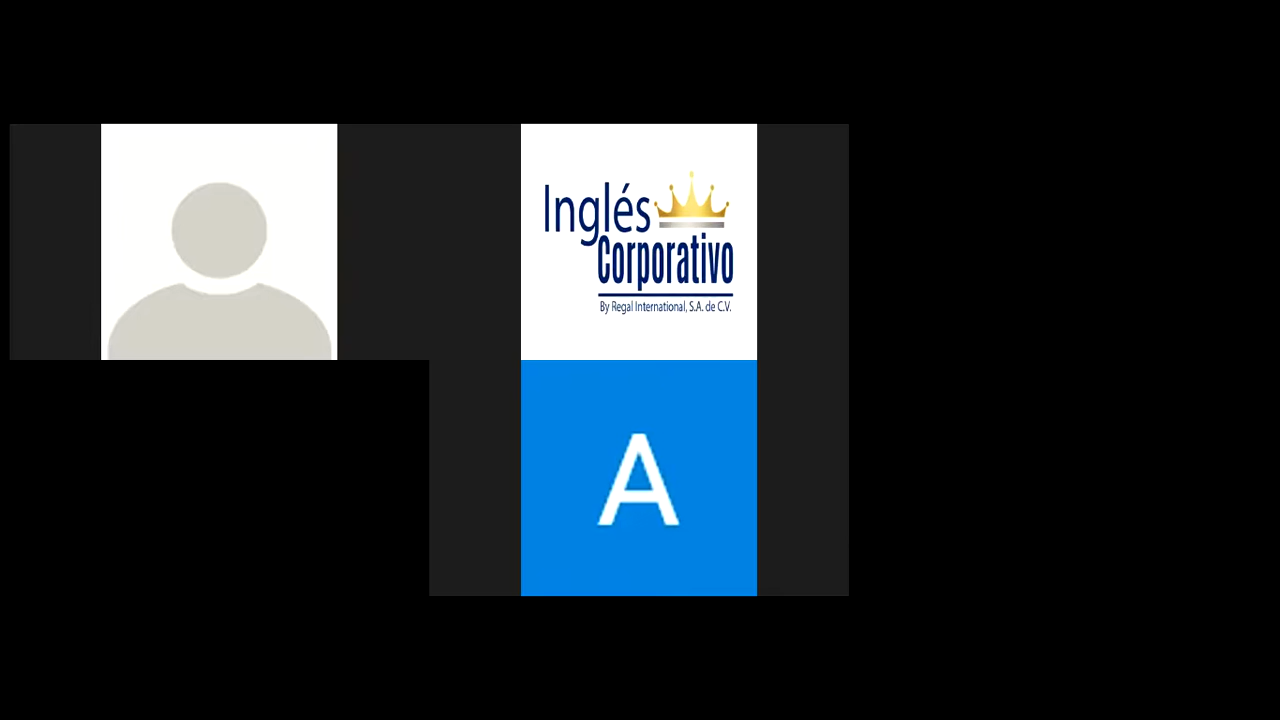 Inglés
Corporativo
By Regal International, S.A. de C.V.
A